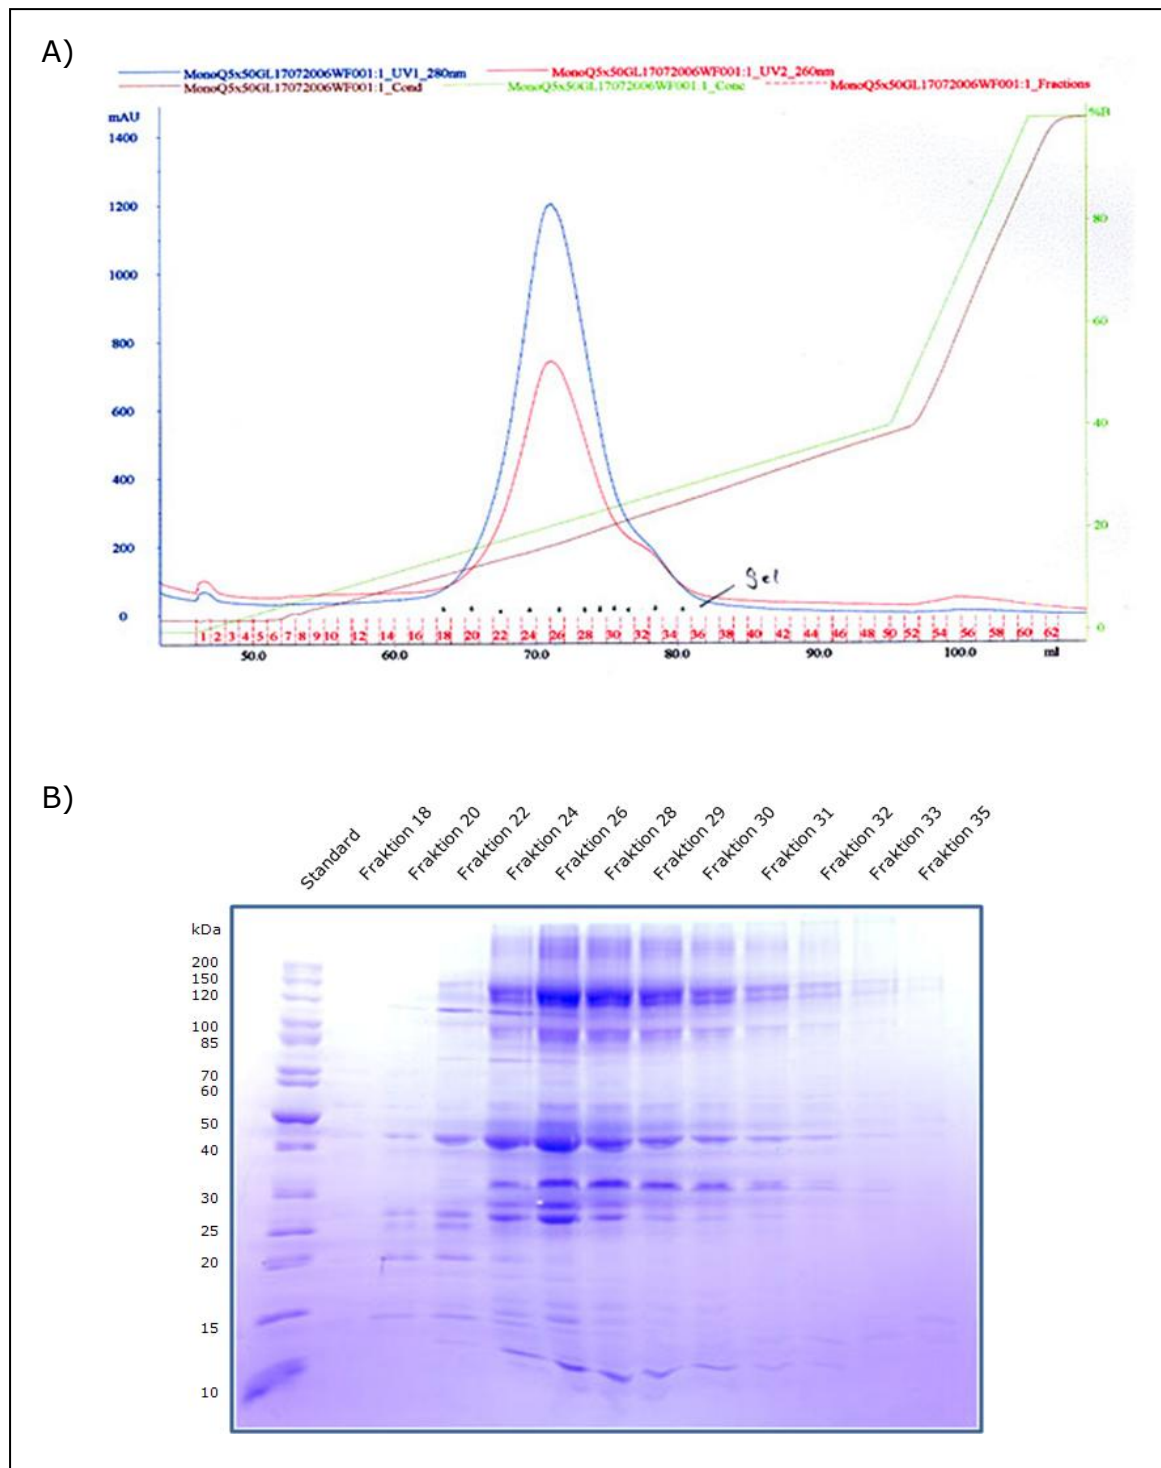 A)
MonoQ5x50GL17072006WF001:1_UV1_280nm MonoQ5x50GL17072006WF001:1_UV2_260nm
MonoQ5x50GL17072006WF001:1_Cond MonoQ5x50GL17072006WF001:1_Conc MonoQ5x50GL17072006WF001:1_Fractions
mAU %B
1400
1200
80
1000
800
60
600
40
400
20
200
gel
0
0
1 2 3 4 5 6 7 8 9 10 12 14 16 18 20 22 24 26 28 30 32 34 36 38 40 42 44 46 48 50 52 54 56 58 60 62
50.0 60.0 70.0 80.0 90.0 100.0 ml
B)
Standard
Fraktion 18
Fraktion 20
Fraktion 22
Fraktion 24
Fraktion 26
Fraktion 28
Fraktion 29
Fraktion 30
Fraktion 31
Fraktion 32
Fraktion 33
Fraktion 35
kDa
200
150
120
100
85
70
60
50
40
30
25
20
15
10